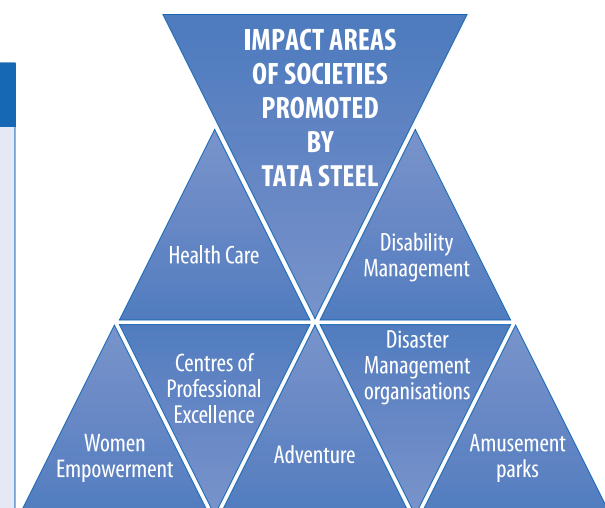 IMPACT AREAS
OF SOCIETIES
PROMOTED
BY
TATA STEEL
Health Care
Disability
Management
Centres of
Professional
Excellence
Disaster
Management
organisations
Women
Empowerment
Adventure
Amusement
parks